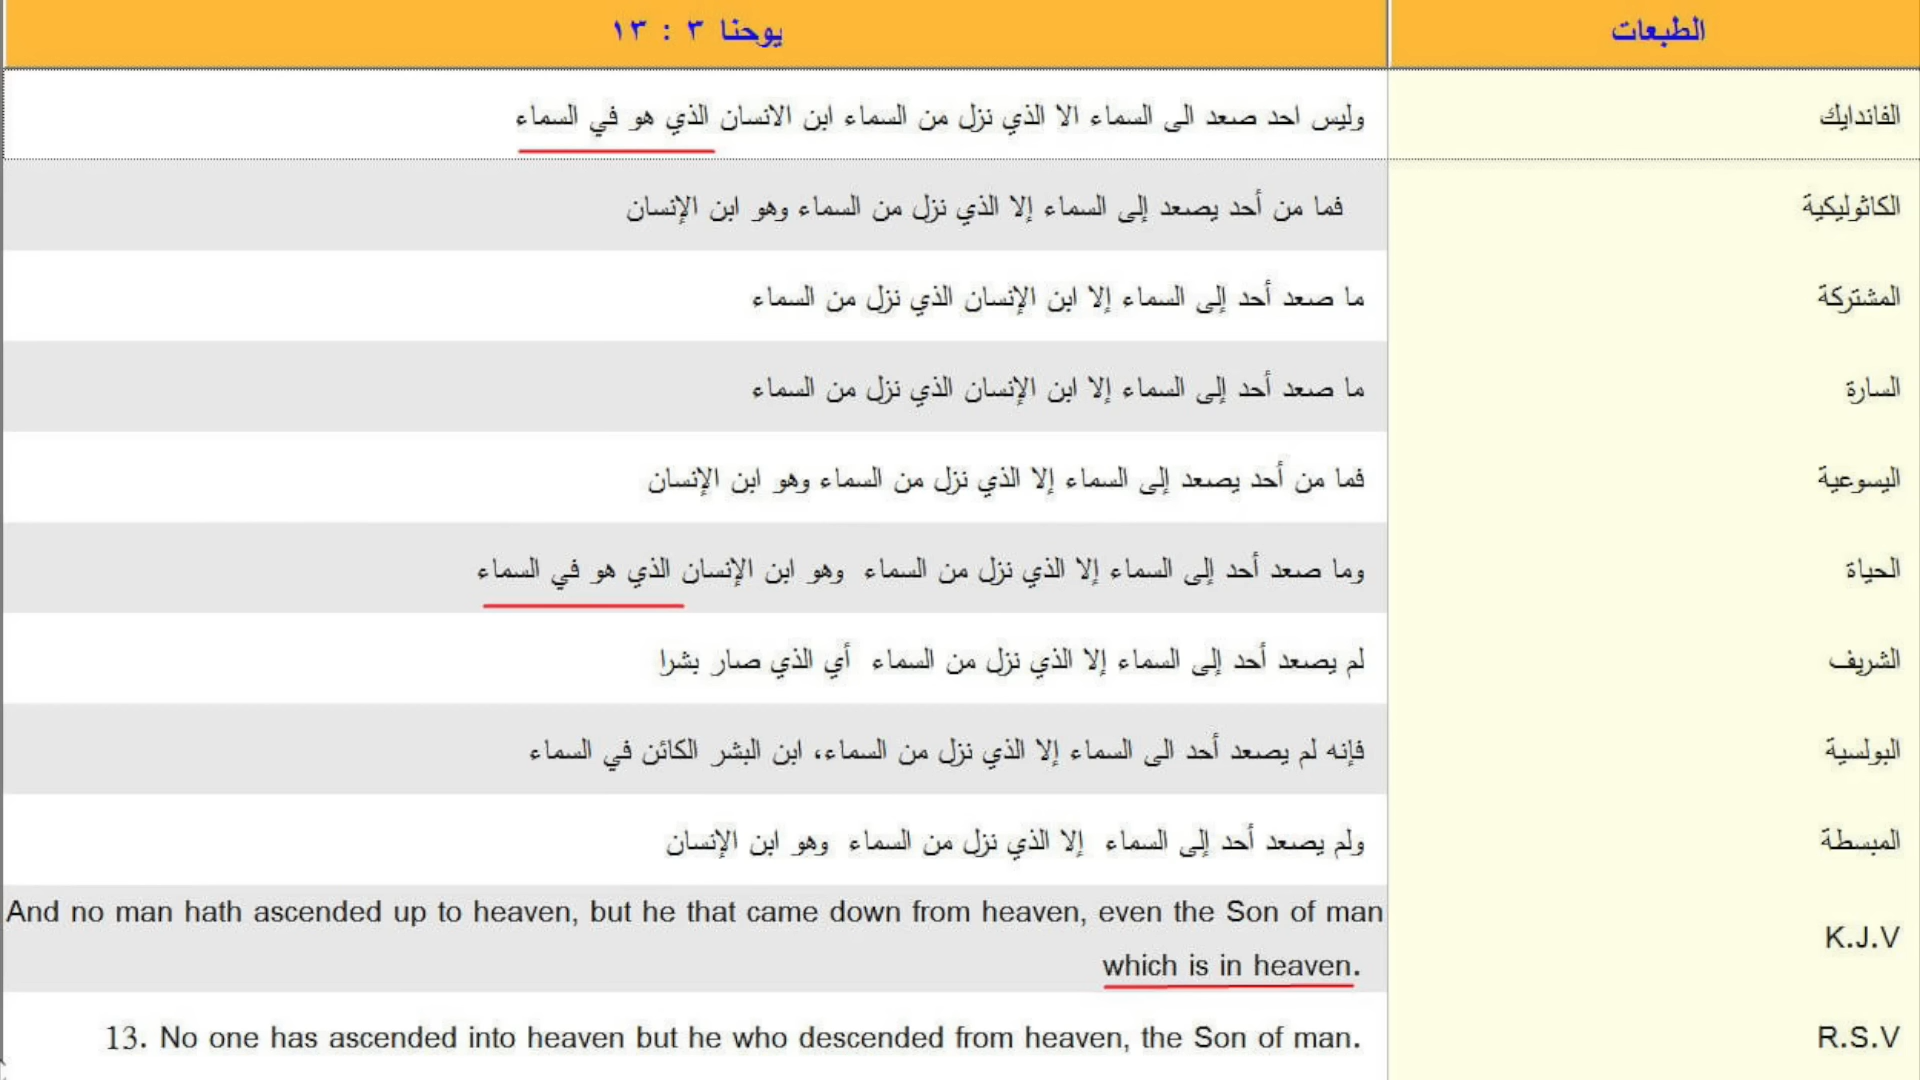 الطبعات
يوحنا ٣ : ١٣
الفاندايك
وليس احد صعد الى السماء الا الذي نزل من السماء ابن الانسان الذي هو في السماء
الكاثوليكية
فما من أحد يصعد إلى السماء إلا الذي نزل من السماء وهو ابن الإنسان
المشتركة
ما صعد أحد إلى السماء إلا ابن الإنسان الذي نزل من السماء
السارة
ما صعد أحد إلى السماء إلا ابن الإنسان الذي نزل من السماء
اليسوعية
فما من أحد يصعد إلى السماء إلا الذي نزل من السماء وهو ابن الإنسان
الحياة
وما صعد أحد إلى السماء إلا الذي نزل من السماء وهو ابن الإنسان الذي هو في السماء
الشريف
لم يصعد أحد إلى السماء إلا الذي نزل من السماء أي الذي صار بشرا
البولسية
فإنه لم يصعد أحد الى السماء إلا الذي نزل من السماء، ابن البشر الكائن في السماء
المبسطة
ولم يصعد أحد إلى السماء إلا الذي نزل من السماء وهو ابن الإنسان
K.J.V
And no man hath ascended up to heaven, but he that came down from heaven, even the Son of man
which is in heaven.
R.S.V
13. No one has ascended into heaven but he who descended from heaven, the Son of man.